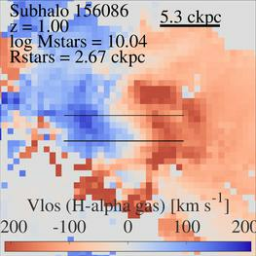 Subhalo 156086
5.3 ckpc
z = 1.00
log Mstars = 10.04
Rstars = 2.67 ckpc
Vlos (H-alpha gas) [km s⁻¹]
200 -100 0 100 200